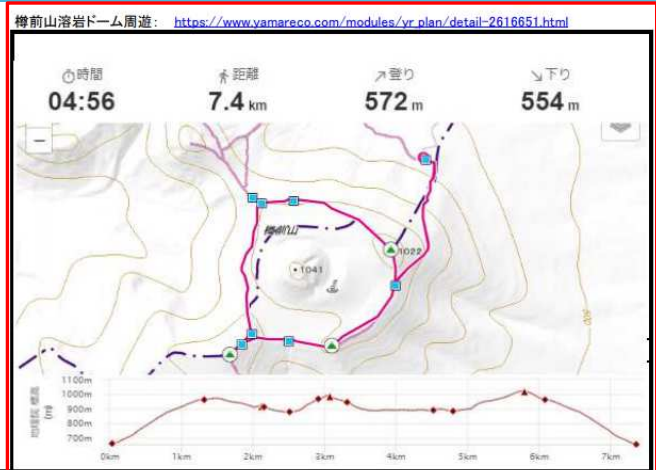 樽前山溶岩ドーム周遊： https://www.yamareco.com/modules/yr_plan/detail-2616651.html
時間 距離 登り 下り
04:56 7.4 km 572 m 554 m
樽前山
1022
1041
1100m
1000m
900m
800m
700m
標高
(m)
0km 1km 2km 3km 4km 5km 6km 7km